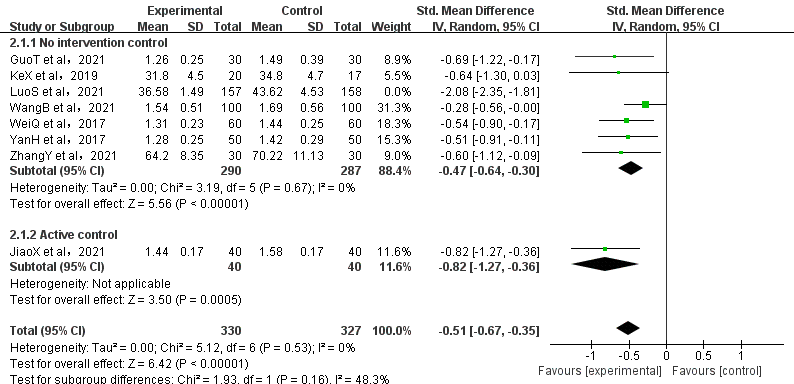 Experimental Control Std. Mean Difference Std. Mean Difference
Study or Subgroup Mean SD Total Mean SD Total Weight IV, Random, 95% CI IV, Random, 95% CI
2.1.1 No intervention control
GuoT et al，2021 1.26 0.25 30 1.49 0.39 30 8.9% -0.69 [-1.22, -0.17]
KeX et al，2019 31.8 4.5 20 34.8 4.7 17 5.5% -0.64 [-1.30, 0.03]
LuoS et al，2021 36.58 1.49 157 43.62 4.53 158 0.0% -2.08 [-2.35, -1.81]
WangB et al，2021 1.54 0.51 100 1.69 0.56 100 31.3% -0.28 [-0.56, -0.00]
WeiQ et al，2017 1.31 0.23 60 1.44 0.25 60 18.3% -0.54 [-0.90, -0.17]
YanH et al，2017 1.28 0.25 50 1.42 0.29 50 15.3% -0.51 [-0.91, -0.11]
ZhangY et al，2021 64.2 8.35 30 70.22 11.13 30 9.0% -0.60 [-1.12, -0.09]
Subtotal (95% CI) 290 287 88.4% -0.47 [-0.64, -0.30]
Heterogeneity: Tau² = 0.00; Chi² = 3.19, df = 5 (P = 0.67); I² = 0%
Test for overall effect: Z = 5.56 (P < 0.00001)
2.1.2 Active control
JiaoX et al，2021 1.44 0.17 40 1.58 0.17 40 11.6% -0.82 [-1.27, -0.36]
Subtotal (95% CI) 40 40 11.6% -0.82 [-1.27, -0.36]
Heterogeneity: Not applicable
Test for overall effect: Z = 3.50 (P = 0.0005)
Total (95% CI) 330 327 100.0% -0.51 [-0.67, -0.35]
Heterogeneity: Tau² = 0.00; Chi² = 5.12, df = 6 (P = 0.53); I² = 0%
Test for overall effect: Z = 6.42 (P < 0.00001)
Test for subgroup differences: Chi² = 1.93, df = 1 (P = 0.16), I² = 48.3%
-1 -0.5 0 0.5 1
Favours [experimental] Favours [control]